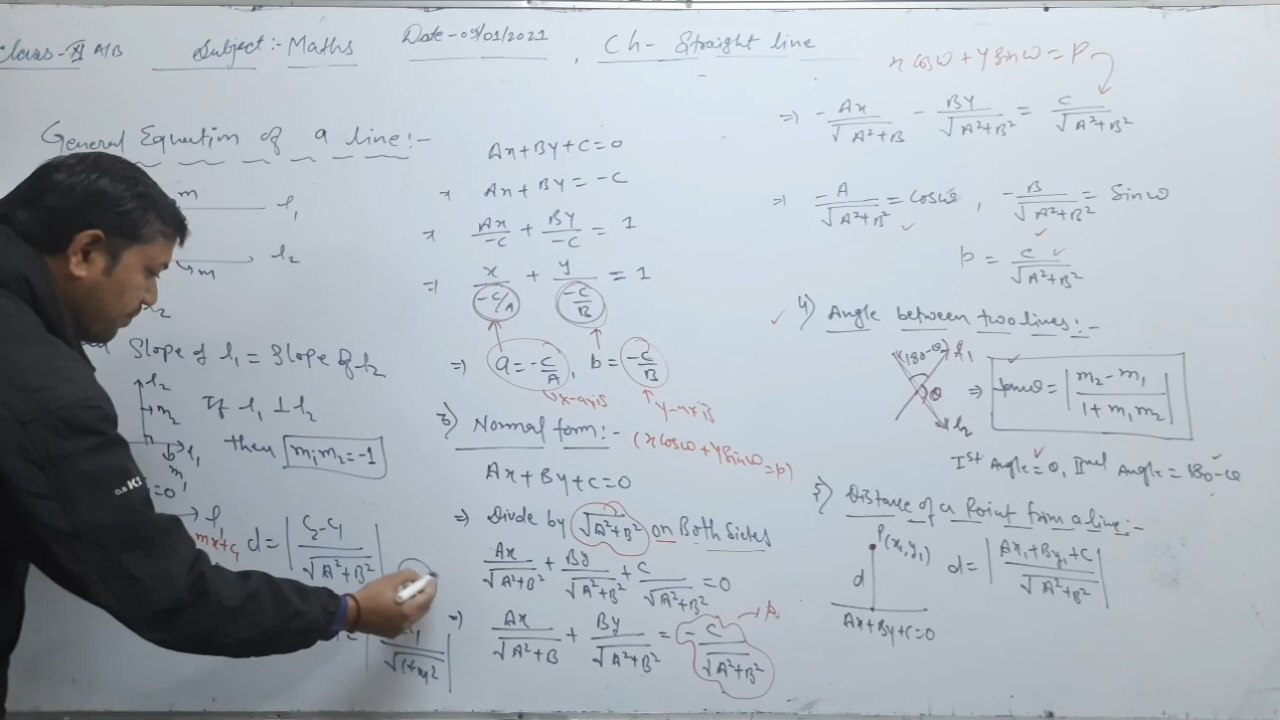 Class-XI A/B Subject:- Maths Date-09/01/2021 , Ch- Straight line
General Equation of a line:-
m
l₁
l₂
m
Slope of l₁ = Slope of l₂
l₂
m₂
l₁
m₁
If l₁ ⊥ l₂
then m₁m₂=-1
=0
mx+c₁
d= |C₂-C₁ / √A²+B²|
√1+m²
Ax+By+C=0
Ax+By = -C
Ax/-C + BY/-C = 1
⇒ x/-C/A + y/-C/B = 1
⇒ a=-C/A, b=-C/B
x-axis y-axis
3) Normal form:- (xcosω+ysinω=p)
Ax+By+C=0
⇒ Divide by √A²+B² on Both Sides
Ax/√A²+B² + By/√A²+B² + C/√A²+B² =0
⇒ Ax/√A²+B + By/√A²+B² = -C/√A²+B² → p
x cosω + y sinω = P
⇒ -Ax/√A²+B - BY/√A²+B² = C/√A²+B²
⇒ -A/√A²+B² = cosω, -B/√A²+B² = Sinω
p = C/√A²+B²
4) Angle between two lines:-
(180-θ) l₁
θ
l₂
⇒ tanθ= |m₂-m₁ / 1+m₁m₂|
Iˢᵗ Angle=θ, IIⁿᵈ Angle=180-θ
5) Distance of a Point from a line:-
P(x₁,y₁)
d
d= |Ax₁+By₁+C / √A²+B²|
Ax+By+C=0